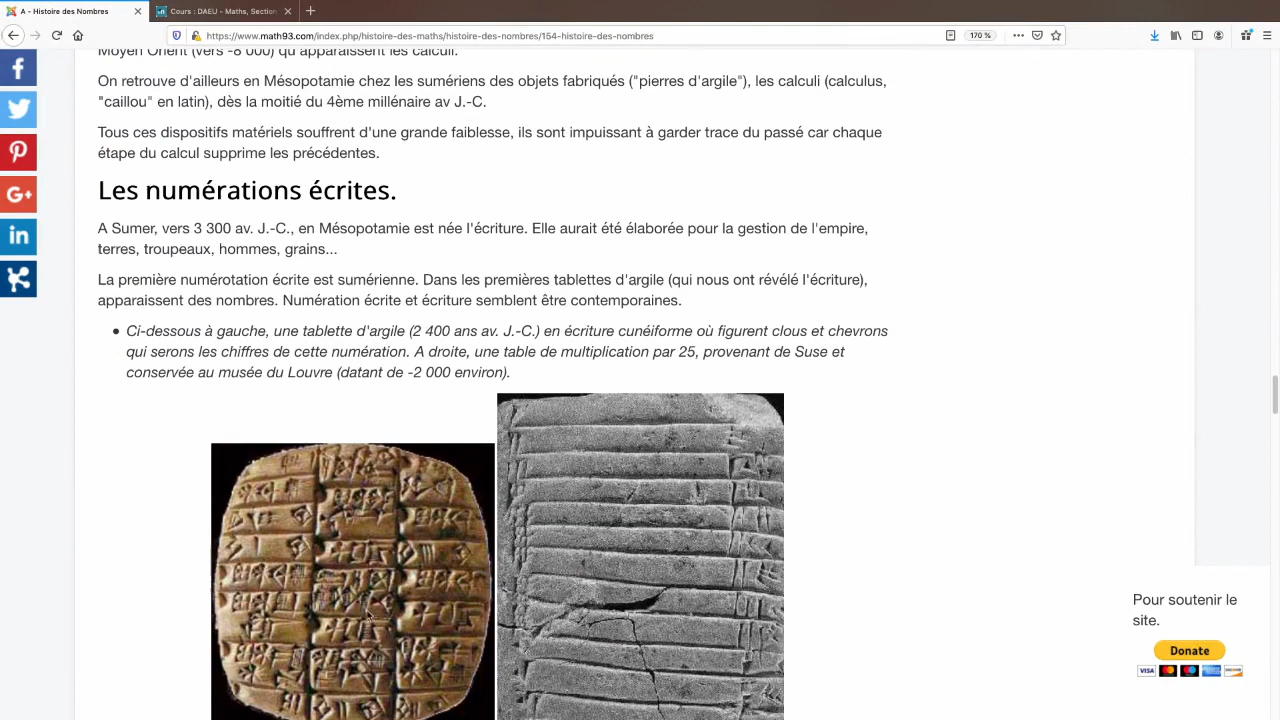 A - Histoire des Nombres
Cours : DAEU - Maths, Section
https://www.math93.com/index.php/histoire-des-maths/histoire-des-nombres/154-histoire-des-nombres
170 %
Moyen Orient (vers -8 000) qu'apparaissent les calculi.
On retrouve d'ailleurs en Mésopotamie chez les sumériens des objets fabriqués ("pierres d'argile"), les calculi (calculus,
"caillou" en latin), dès la moitié du 4ème millénaire av J.-C.
Tous ces dispositifs matériels souffrent d'une grande faiblesse, ils sont impuissant à garder trace du passé car chaque
étape du calcul supprime les précédentes.
Les numérations écrites.
A Sumer, vers 3 300 av. J.-C., en Mésopotamie est née l'écriture. Elle aurait été élaborée pour la gestion de l'empire,
terres, troupeaux, hommes, grains...
La première numérotation écrite est sumérienne. Dans les premières tablettes d'argile (qui nous ont révélé l'écriture),
apparaissent des nombres. Numération écrite et écriture semblent être contemporaines.
• Ci-dessous à gauche, une tablette d'argile (2 400 ans av. J.-C.) en écriture cunéiforme où figurent clous et chevrons
qui serons les chiffres de cette numération. A droite, une table de multiplication par 25, provenant de Suse et
conservée au musée du Louvre (datant de -2 000 environ).
Pour soutenir le
site.
Donate
VISA